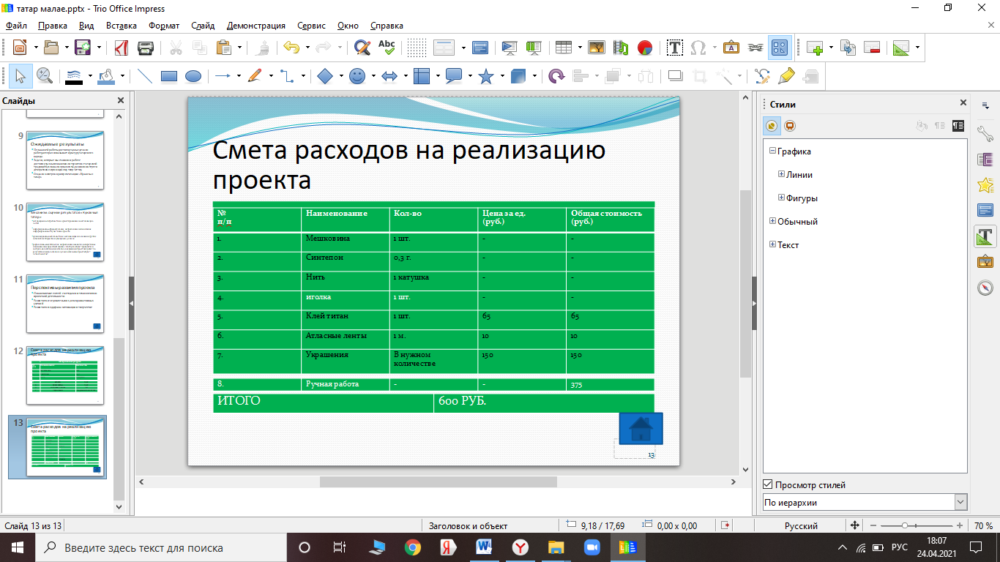 татар малае.pptx - Trio Office Impress
Файл Правка Вид Вставка Формат Слайд Демонстрация Сервис Окно Справка
Слайды
9
Ожидаемые результаты
10
11
Перспективы развития проекта
12
Смета расходов на реализацию
проекта
13
Смета расходов на реализацию
проекта
Смета расходов на реализацию
проекта
№
п/п
Наименование
Кол-во
Цена за ед.
(руб.)
Общая стоимость
(руб.)
1. Мешковина 1 шт. - -
2. Синтепон 0,3 г. - -
3. Нить 1 катушка - -
4. иголка 1 шт. - -
5. Клей титан 1 шт. 65 65
6. Атласные ленты 1 м. 10 10
7. Украшения В нужном
количестве
150 150
8. Ручная работа - - 375
ИТОГО 600 РУБ.
13
Стили
Графика
Линии
Фигуры
Обычный
Текст
Просмотр стилей
По иерархии
Слайд 13 из 13 Заголовок и объект 9,18 / 17,69 0,00 x 0,00 Русский 70 %
Введите здесь текст для поиска
РУС
18:07
24.04.2021